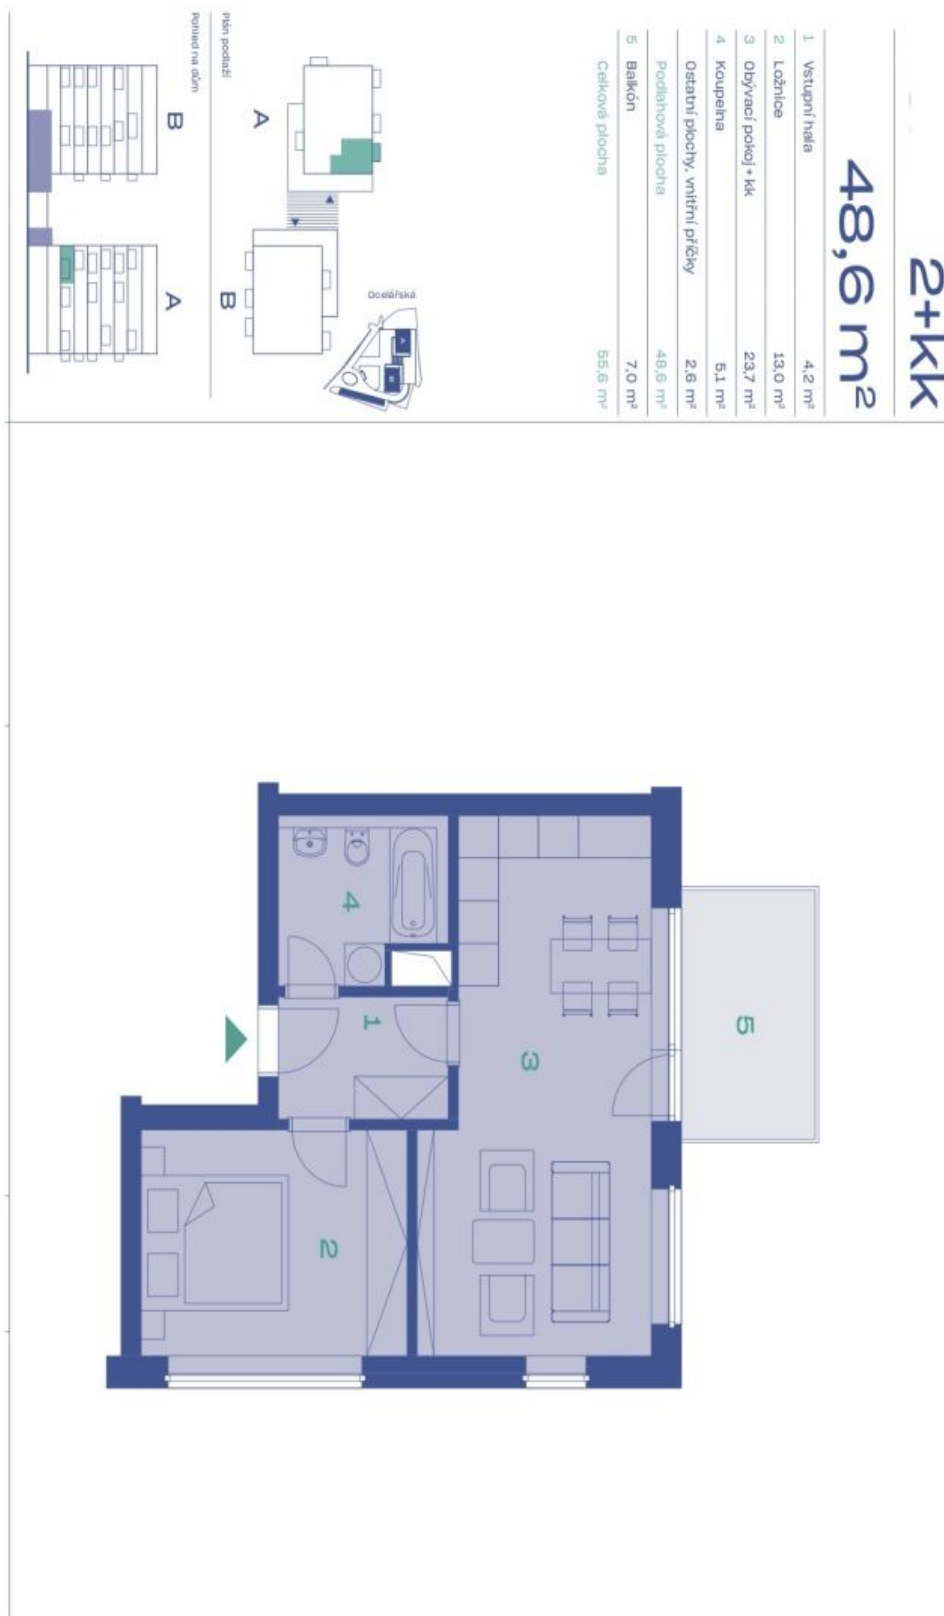 2+kk
48,6 m²
1 Vstupní hala 4,2 m²
2 Ložnice 13,0 m²
3 Obývací pokoj + kk 23,7 m²
4 Koupelna 5,1 m²
Ostatní plochy, vnitřní příčky 2,6 m²
Podlahová plocha 48,6 m²
5 Balkón 7,0 m²
Celková plocha 55,6 m²
Ocelářská
A
B
A
B
Plán podlaží
Pohled na dům
B
A
5
3
4
1
2